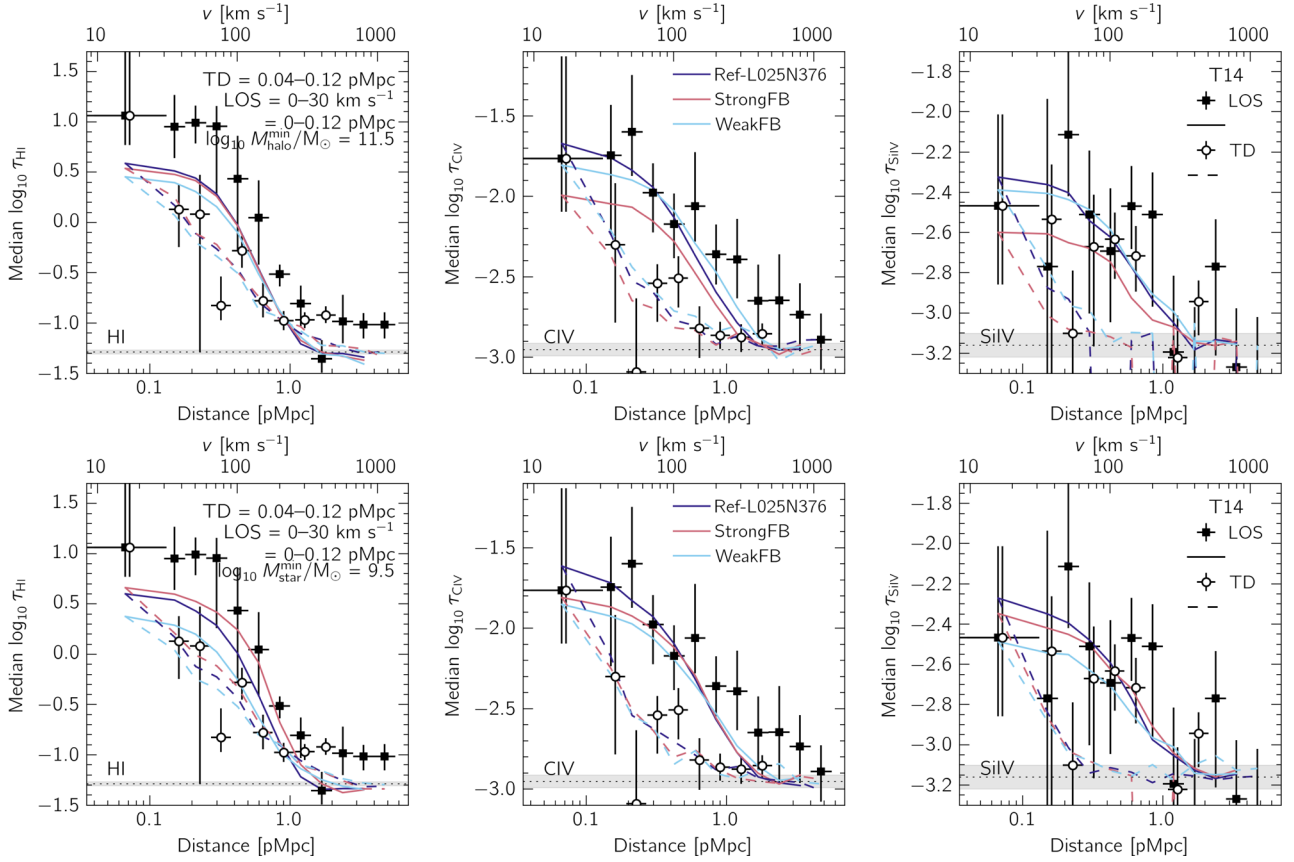 v [km s⁻¹]
v [km s⁻¹]
v [km s⁻¹]
10 100 1000
10 100 1000
10 100 1000
Median log₁₀ τ_HI
1.5
1.0
0.5
0.0
−0.5
−1.0
−1.5
TD = 0.04–0.12 pMpc
LOS = 0–30 km s⁻¹
= 0–0.12 pMpc
log₁₀ M_halo^min/M⊙ = 11.5
HI
0.1 1.0
Distance [pMpc]
Median log₁₀ τ_CIV
−1.5
−2.0
−2.5
−3.0
Ref-L025N376
StrongFB
WeakFB
CIV
0.1 1.0
Distance [pMpc]
Median log₁₀ τ_SiIV
−1.8
−2.0
−2.2
−2.4
−2.6
−2.8
−3.0
−3.2
T14
LOS
TD
SiIV
0.1 1.0
Distance [pMpc]
v [km s⁻¹]
v [km s⁻¹]
v [km s⁻¹]
10 100 1000
10 100 1000
10 100 1000
Median log₁₀ τ_HI
1.5
1.0
0.5
0.0
−0.5
−1.0
−1.5
TD = 0.04–0.12 pMpc
LOS = 0–30 km s⁻¹
= 0–0.12 pMpc
log₁₀ M_star^min/M⊙ = 9.5
HI
0.1 1.0
Distance [pMpc]
Median log₁₀ τ_CIV
−1.5
−2.0
−2.5
−3.0
Ref-L025N376
StrongFB
WeakFB
CIV
0.1 1.0
Distance [pMpc]
Median log₁₀ τ_SiIV
−1.8
−2.0
−2.2
−2.4
−2.6
−2.8
−3.0
−3.2
T14
LOS
TD
SiIV
0.1 1.0
Distance [pMpc]